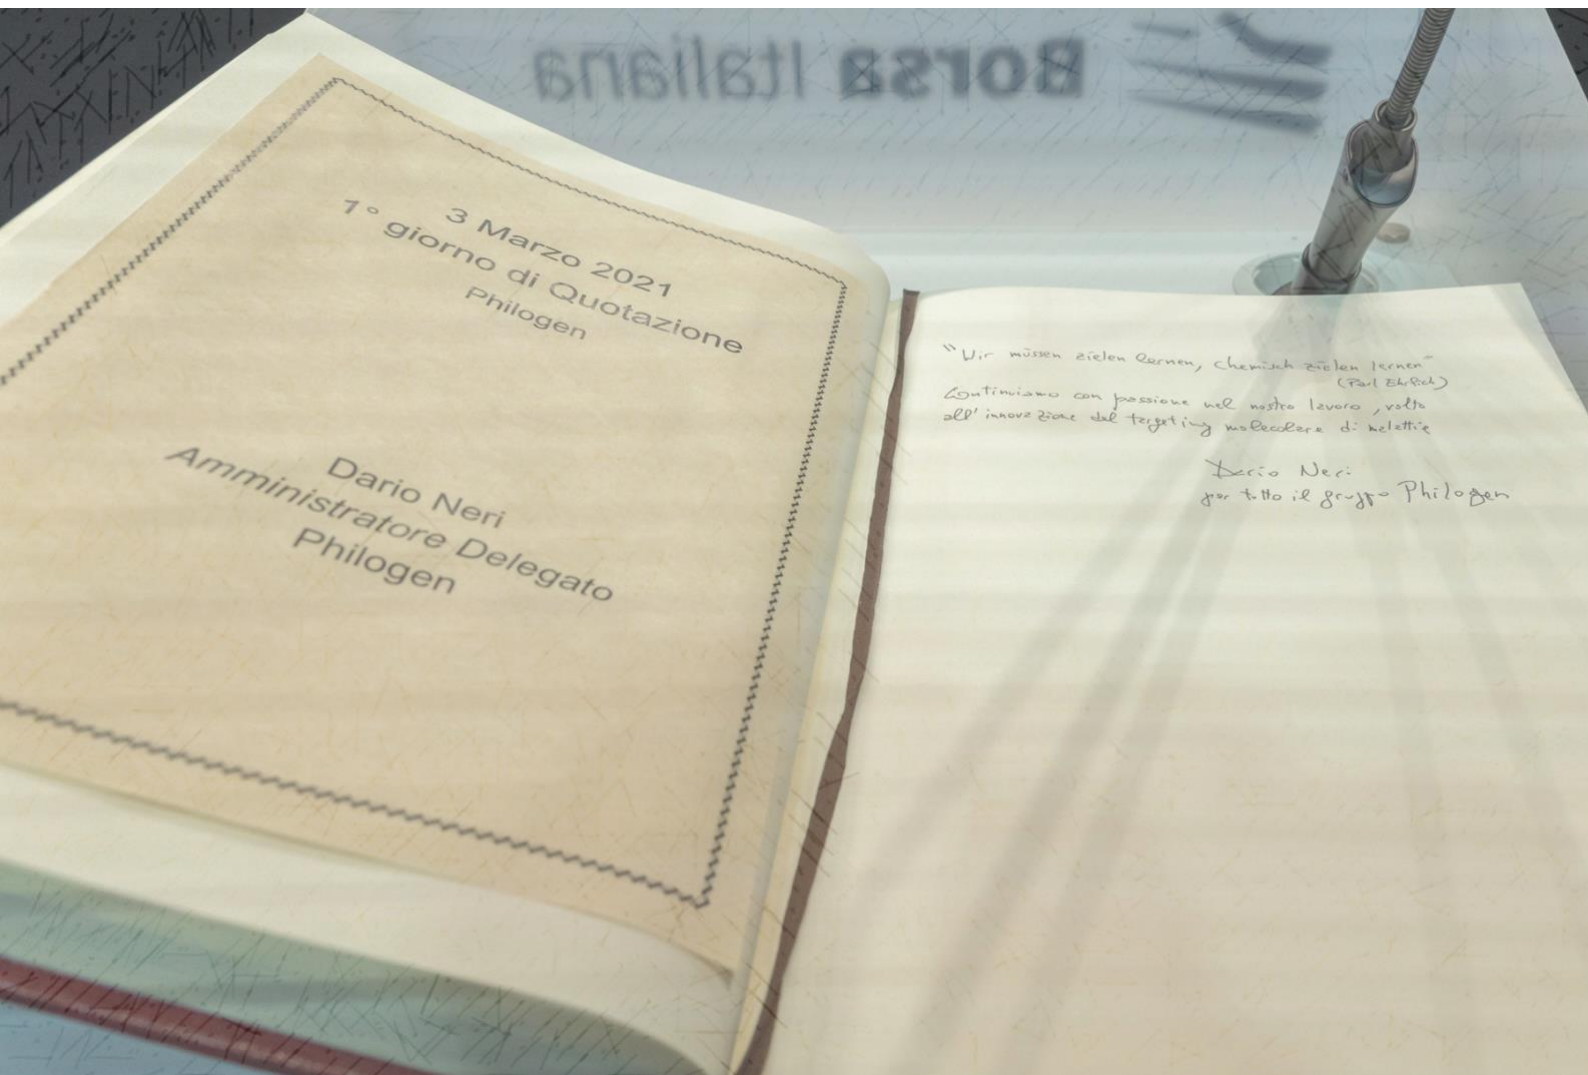 Borsa Italiana
3 Marzo 2021
1° giorno di Quotazione
Philogen
Dario Neri
Amministratore Delegato
Philogen
"Wir müssen zielen lernen, chemisch zielen lernen"
(Paul Ehrlich)
Continuiamo con passione nel nostro lavoro, volto
all'innovazione del targeting molecolare di malattie
Dario Neri
per tutto il gruppo Philogen